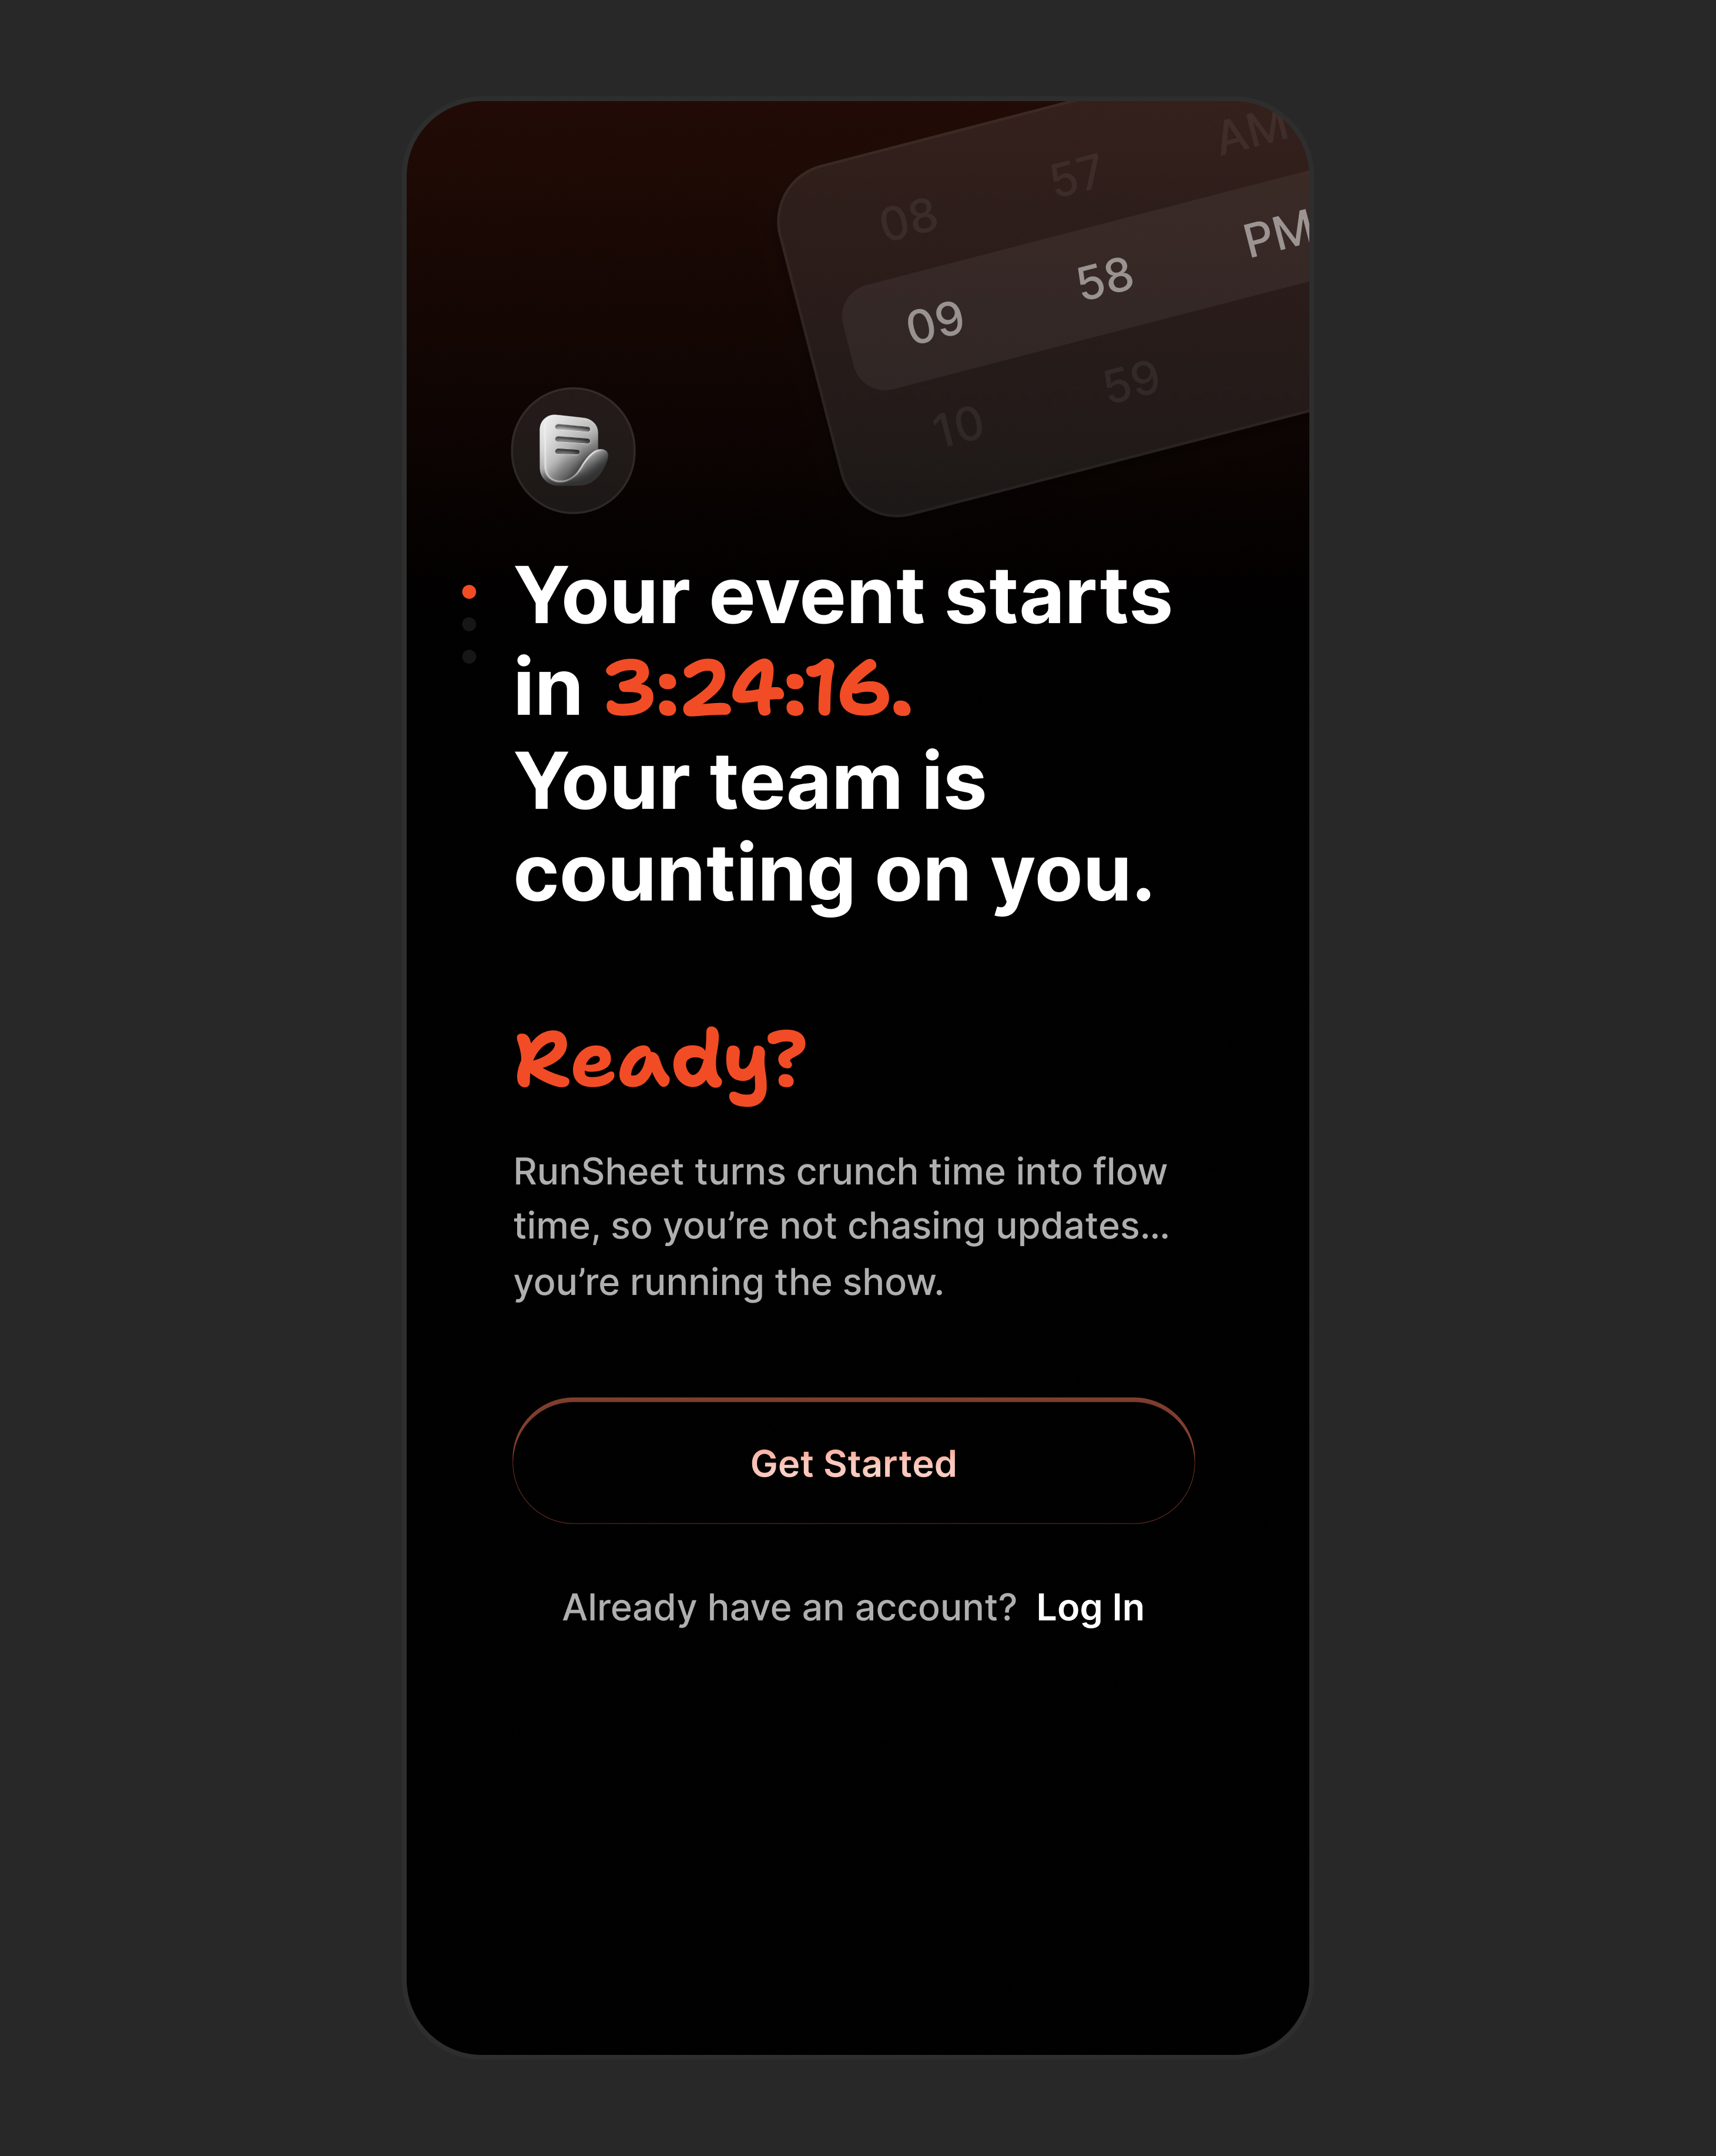 08 57 AM
09 58 PM
10 59
Your event starts
in 3:24:16.
Your team is
counting on you.
Ready?
RunSheet turns crunch time into flow
time, so you’re not chasing updates...
you’re running the show.
Get Started
Already have an account? Log In